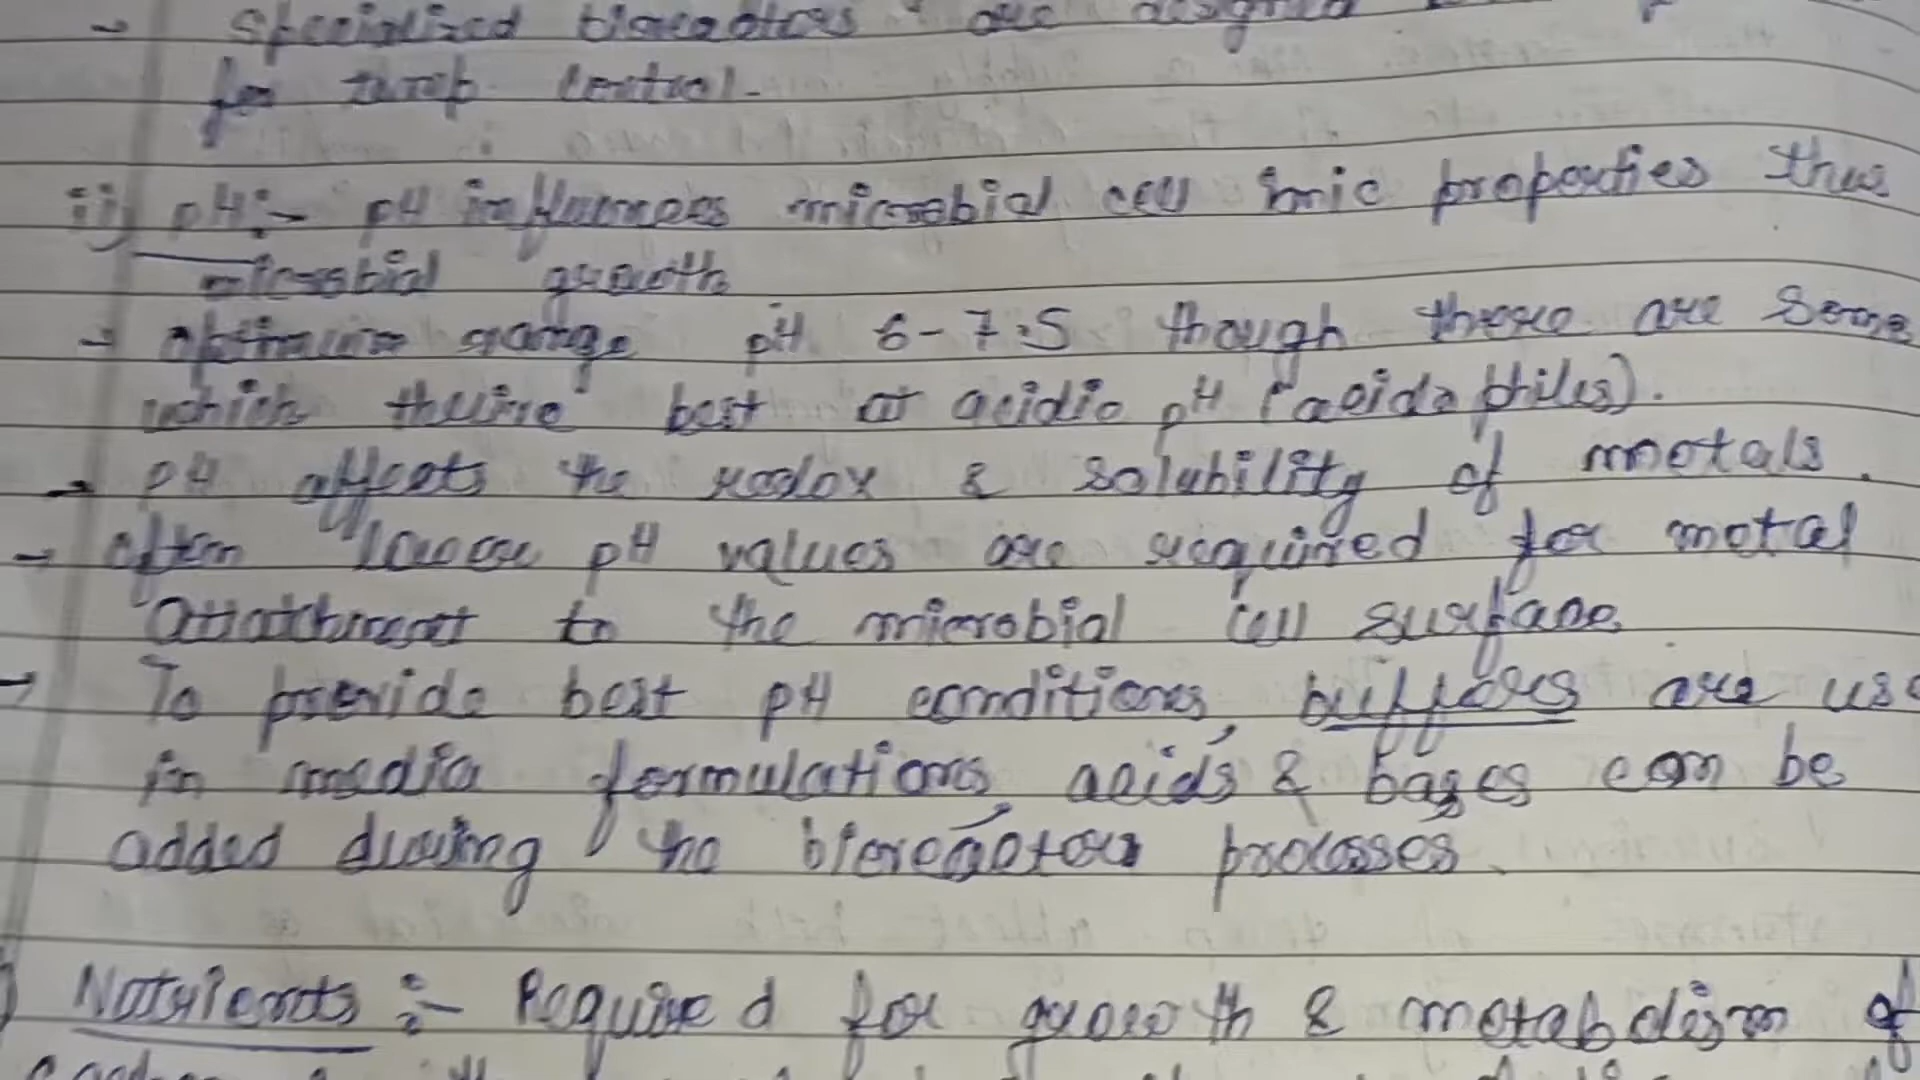 → Specialized bioreactors are designed
for temp control.
ii) pH:- pH influences microbial cell ionic properties thus
microbial growth
→ optimum range pH 6-7.5 though there are some
which thrive best at acidic pH (acidophiles).
→ pH affects the redox & solubility of metals.
→ often lower pH values are required for metal
attachment to the microbial cell surface
→ To provide best pH conditions, buffers are
in media formulations, acids & bases can be
added during the bioreactor processes.
Nutrients :- Required for growth & metabolism of